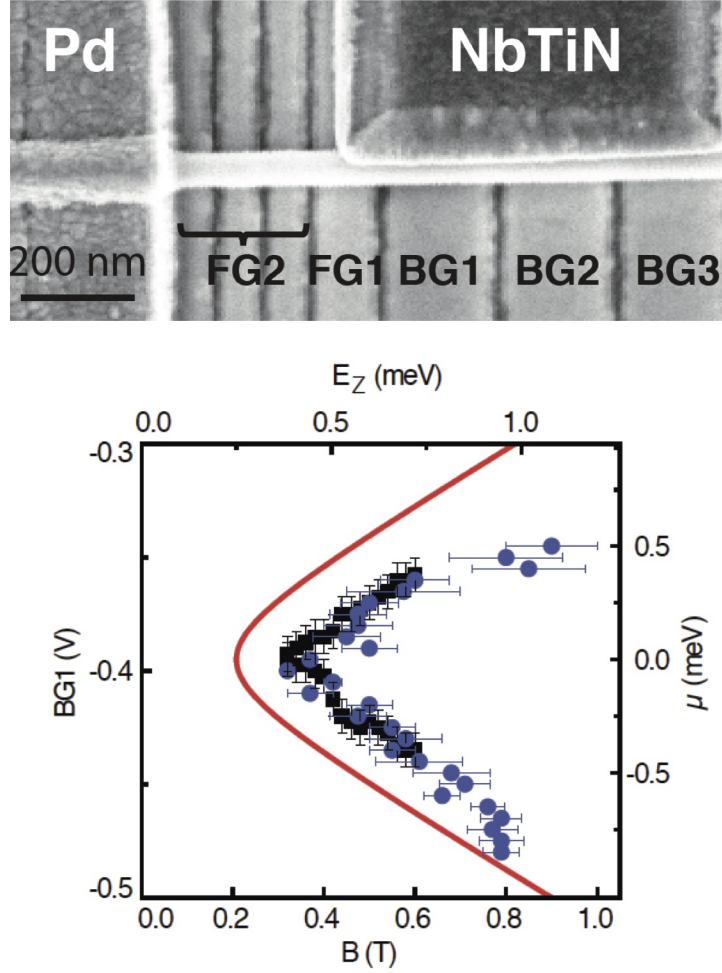 Pd NbTiN
200 nm FG2 FG1 BG1 BG2 BG3
E_Z (meV)
0.0 0.5 1.0
-0.3
-0.4
-0.5
BG1 (V)
0.5
0.0
-0.5
μ (meV)
0.0 0.2 0.4 0.6 0.8 1.0
B (T)